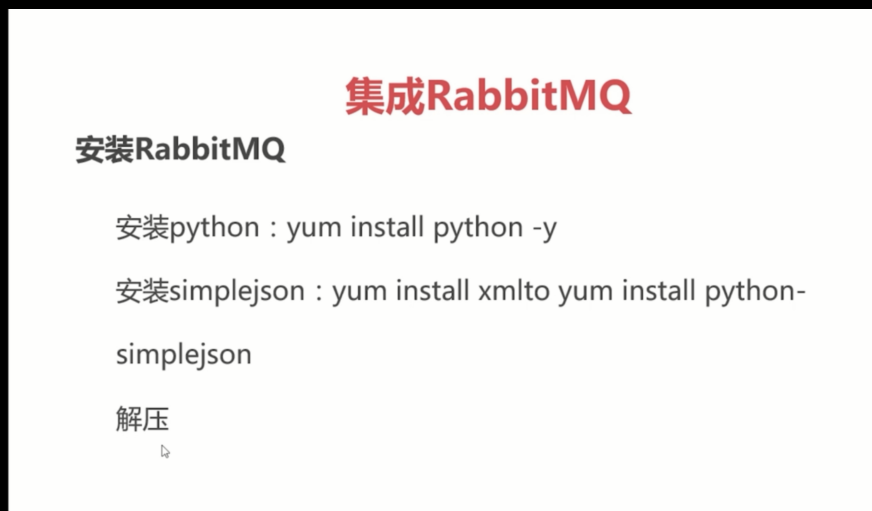 集成RabbitMQ
安装RabbitMQ
安装python：yum install python -y
安装simplejson：yum install xmlto yum install python-
simplejson
解压